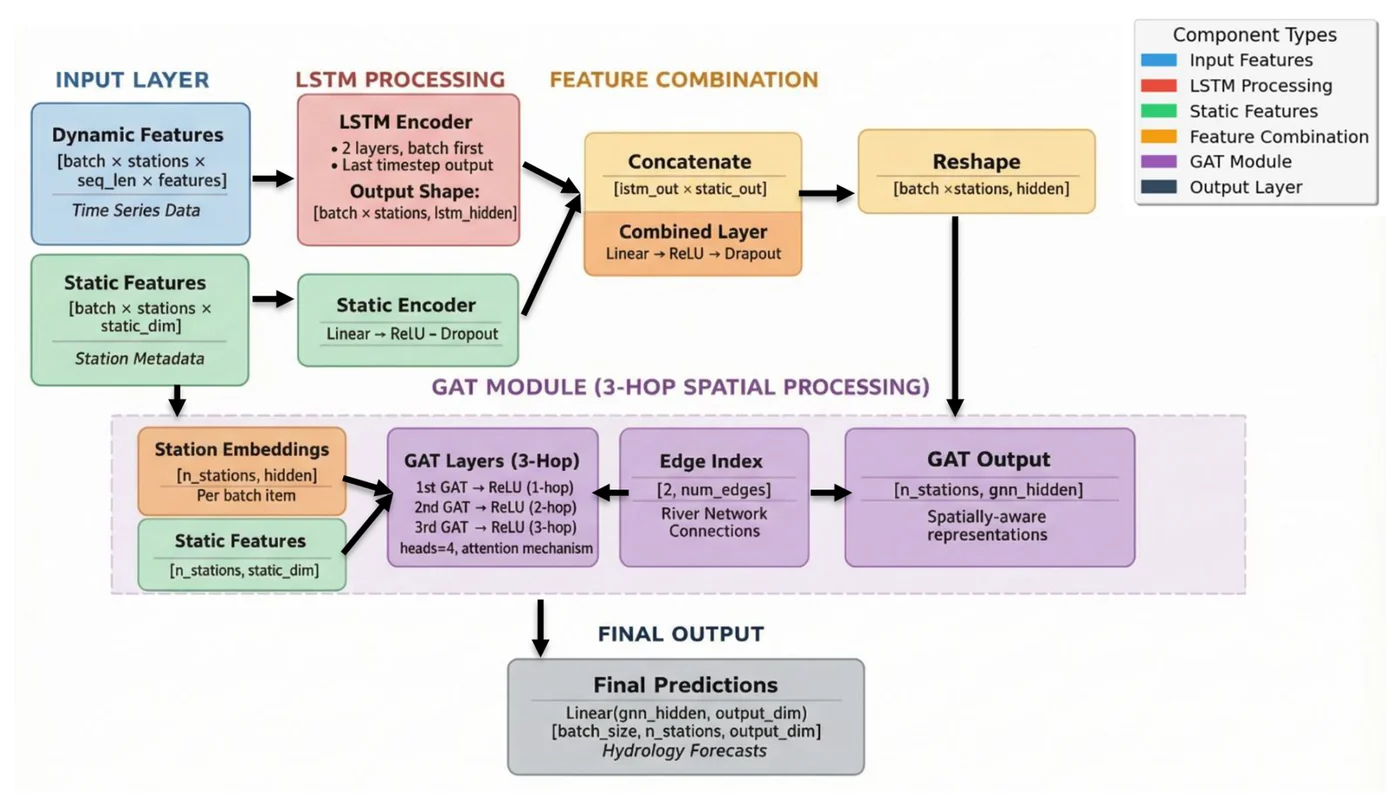 INPUT LAYER
LSTM PROCESSING
FEATURE COMBINATION
Component Types
Input Features
LSTM Processing
Static Features
Feature Combination
GAT Module
Output Layer
Dynamic Features
[batch × stations ×
seq_len × features]
Time Series Data
LSTM Encoder
• 2 layers, batch first
• Last timestep output
Output Shape:
[batch × stations, lstm_hidden]
Concatenate
[istm_out × static_out]
Combined Layer
Linear → ReLU → Drapout
Reshape
[batch ×stations, hidden]
Static Features
[batch × stations ×
static_dim]
Station Metadata
Static Encoder
Linear → RelU – Dropout
GAT MODULE (3-HOP SPATIAL PROCESSING)
Station Embeddings
[n_stations, hidden]
Per batch item
Static Features
[n_stations, static_dim]
GAT Layers (3-Hop)
1st GAT → ReLU (1-hop)
2nd GAT → ReLU (2-hop)
3rd GAT → ReLU (3-hop)
heads=4, attention mechanism
Edge Index
[2, num_edges]
River Network
Connections
GAT Output
[n_stations, gnn_hidden]
Spatially-aware
representations
FINAL OUTPUT
Final Predictions
Linear(gnn_hidden, output_dim)
[batch_size, n_stations, output_dim]
Hydrology Forecasts